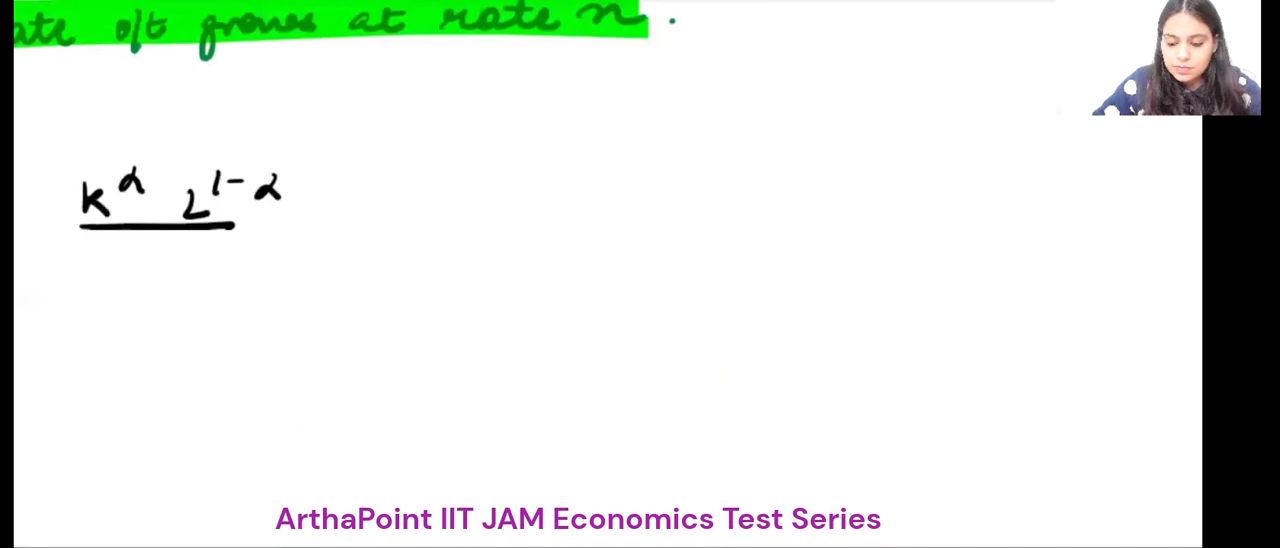 ate o/t grows at rate n.
K^α L^1-α
ArthaPoint IIT JAM Economics Test Series